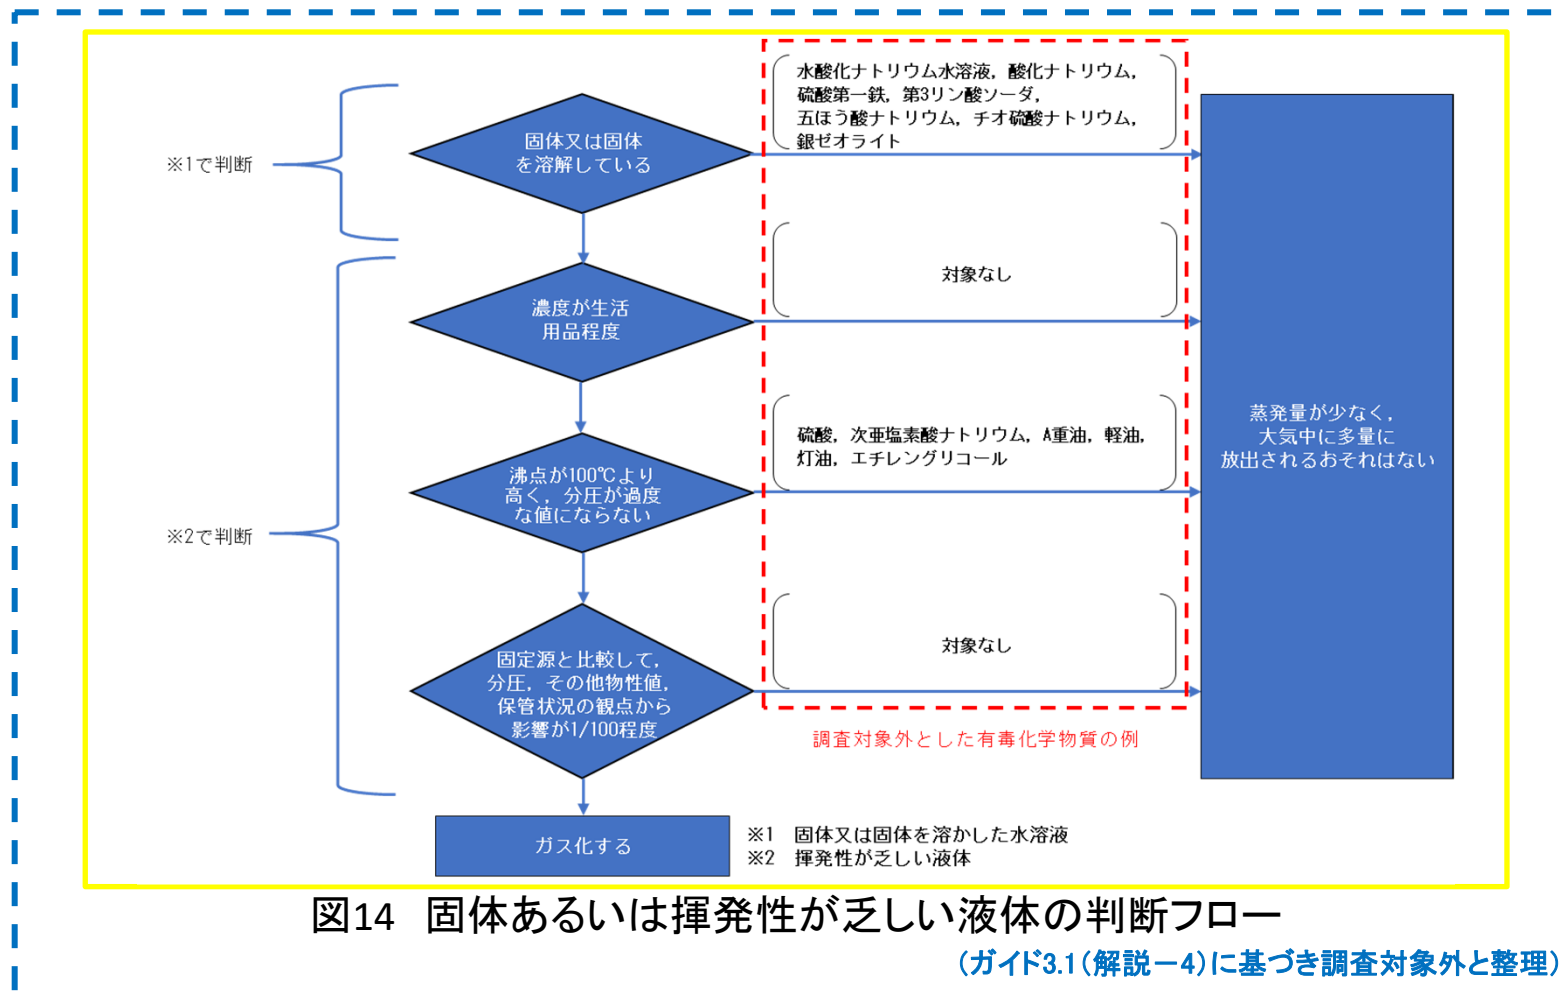 水酸化ナトリウム水溶液，酸化ナトリウム，
硫酸第一鉄，第3リン酸ソーダ，
五ほう酸ナトリウム，チオ硫酸ナトリウム，
銀ゼオライト
固体又は固体
を溶解している
※1で判断
対象なし
濃度が生活
用品程度
蒸発量が少なく，
大気中に多量に
放出されるおそれはない
硫酸，次亜塩素酸ナトリウム，A重油，軽油，
灯油，エチレングリコール
沸点が100℃より
高く，分圧が過度
な値にならない
※2で判断
対象なし
固定源と比較して，
分圧，その他物性値，
保管状況の観点から
影響が1/100程度
調査対象外とした有毒化学物質の例
ガス化する
※1　固体又は固体を溶かした水溶液
※2　揮発性が乏しい液体
図14　固体あるいは揮発性が乏しい液体の判断フロー
（ガイド3.1（解説－4）に基づき調査対象外と整理）